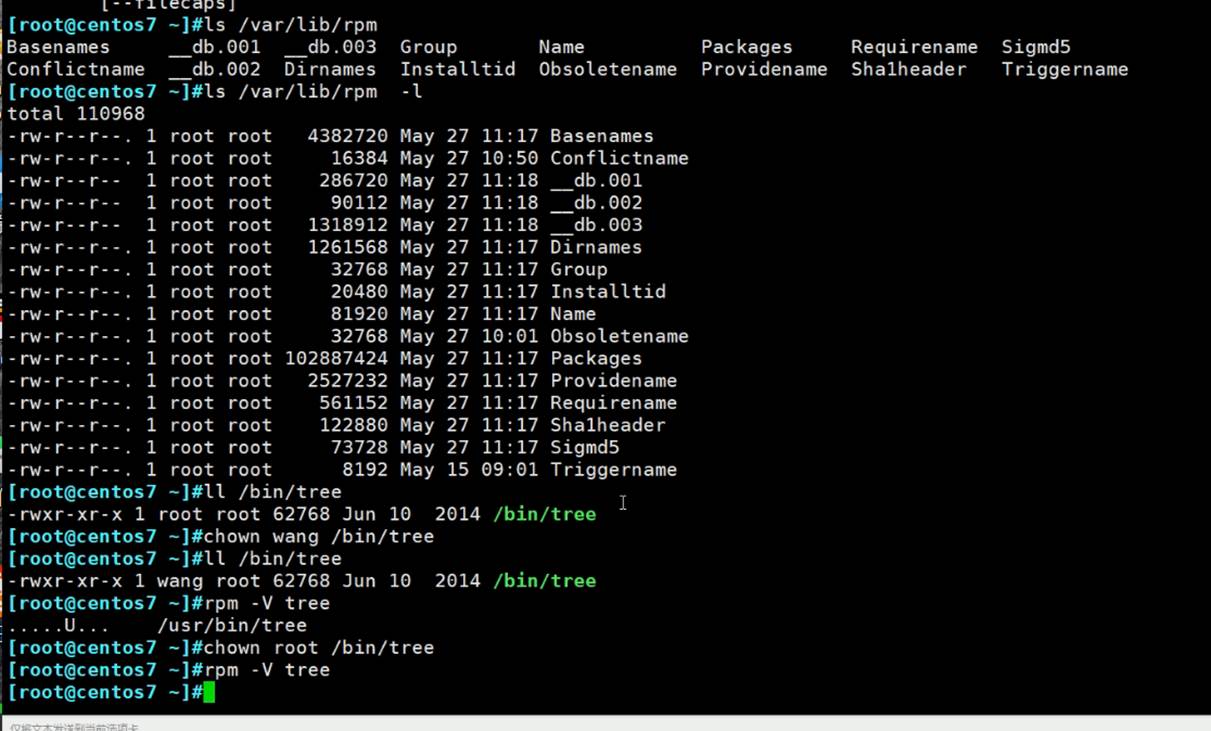 [--filecaps]
[root@centos7 ~]#ls /var/lib/rpm
Basenames     __db.001  __db.003  Group       Name           Packages     Requirename  Sigmd5
Conflictname  __db.002  Dirnames  Installtid  Obsoletename  Providename  Sha1header   Triggername
[root@centos7 ~]#ls /var/lib/rpm  -l
total 110968
-rw-r--r--. 1 root root   4382720 May 27 11:17 Basenames
-rw-r--r--. 1 root root     16384 May 27 10:50 Conflictname
-rw-r--r--  1 root root    286720 May 27 11:18 __db.001
-rw-r--r--  1 root root     90112 May 27 11:18 __db.002
-rw-r--r--  1 root root   1318912 May 27 11:18 __db.003
-rw-r--r--. 1 root root   1261568 May 27 11:17 Dirnames
-rw-r--r--. 1 root root     32768 May 27 11:17 Group
-rw-r--r--. 1 root root     20480 May 27 11:17 Installtid
-rw-r--r--. 1 root root     81920 May 27 11:17 Name
-rw-r--r--. 1 root root     32768 May 27 10:01 Obsoletename
-rw-r--r--. 1 root root 102887424 May 27 11:17 Packages
-rw-r--r--. 1 root root   2527232 May 27 11:17 Providename
-rw-r--r--. 1 root root    561152 May 27 11:17 Requirename
-rw-r--r--. 1 root root    122880 May 27 11:17 Sha1header
-rw-r--r--. 1 root root     73728 May 27 11:17 Sigmd5
-rw-r--r--. 1 root root      8192 May 15 09:01 Triggername
[root@centos7 ~]#ll /bin/tree
-rwxr-xr-x 1 root root 62768 Jun 10  2014 /bin/tree
[root@centos7 ~]#chown wang /bin/tree
[root@centos7 ~]#ll /bin/tree
-rwxr-xr-x 1 wang root 62768 Jun 10  2014 /bin/tree
[root@centos7 ~]#rpm -V tree
.....U...    /usr/bin/tree
[root@centos7 ~]#chown root /bin/tree
[root@centos7 ~]#rpm -V tree
[root@centos7 ~]#
仅将文本发送到当前选项卡